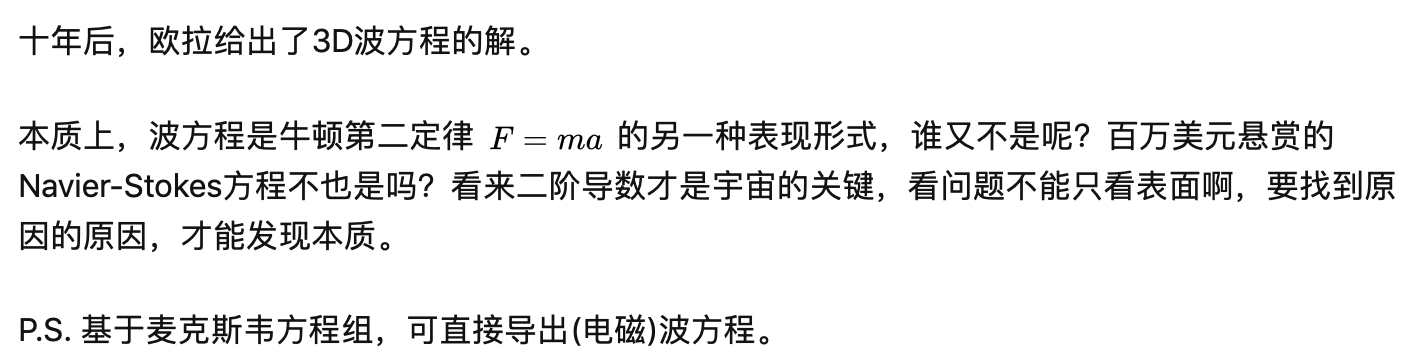 十年后，欧拉给出了3D波方程的解。
本质上，波方程是牛顿第二定律 F = ma 的另一种表现形式，谁又不是呢？百万美元悬赏的
Navier-Stokes方程不也是吗？看来二阶导数才是宇宙的关键，看问题不能只看表面啊，要找到原
因的原因，才能发现本质。
P.S. 基于麦克斯韦方程组，可直接导出(电磁)波方程。